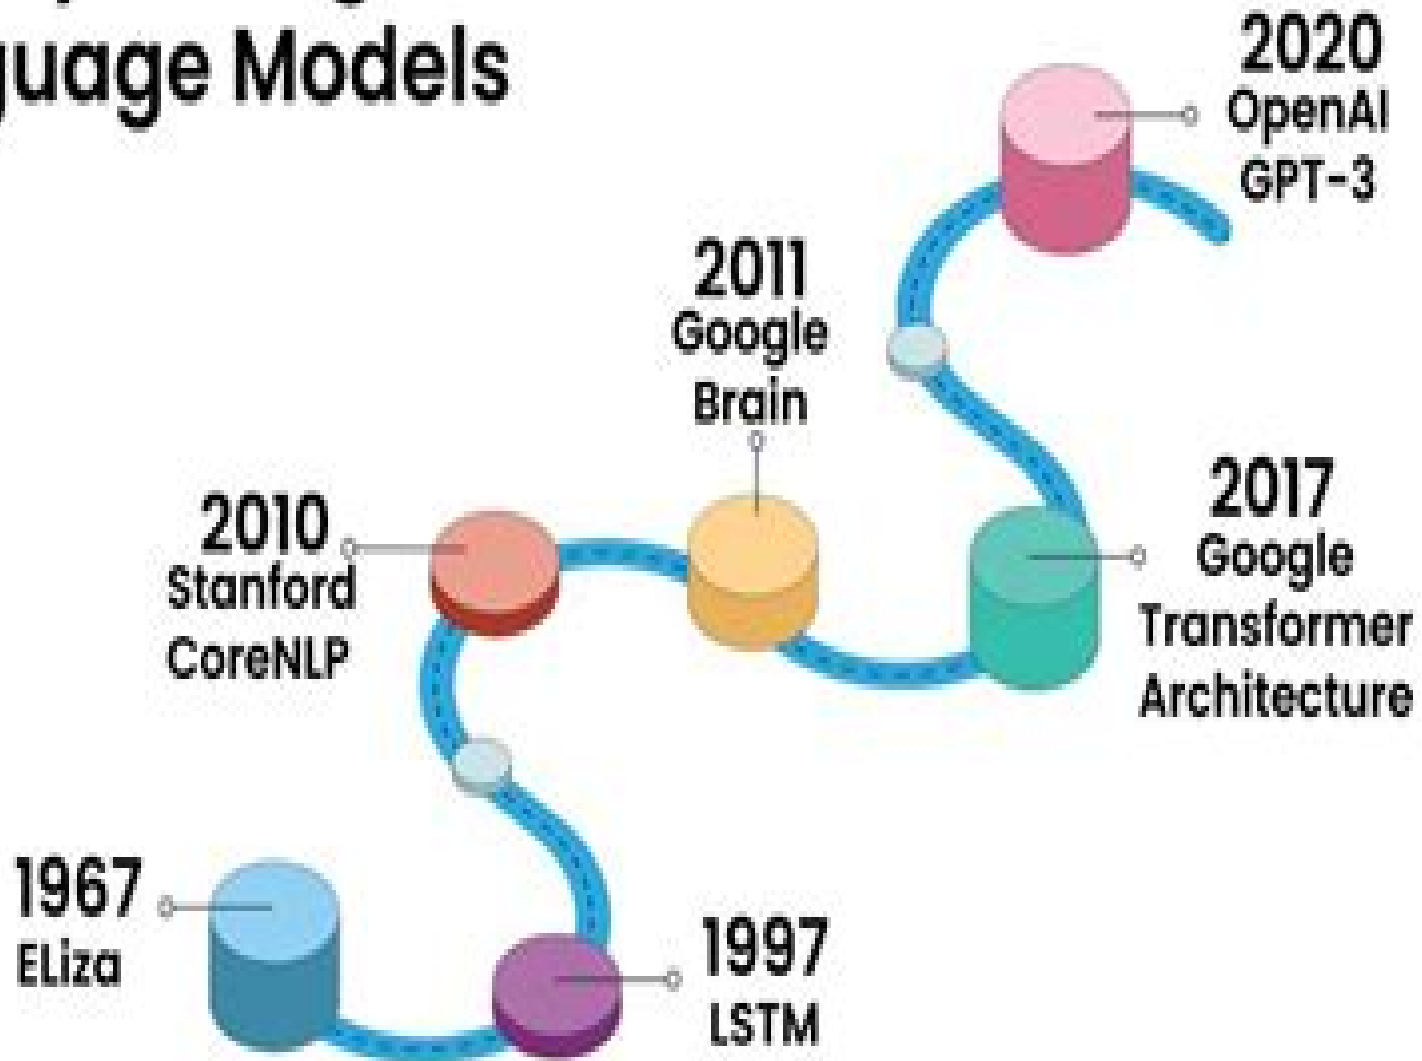 guage Models
2020
OpenAI
GPT-3
2011
Google
Brain
2017
Google
Transformer
Architecture
2010
Stanford
CoreNLP
1967
ELiza
1997
LSTM